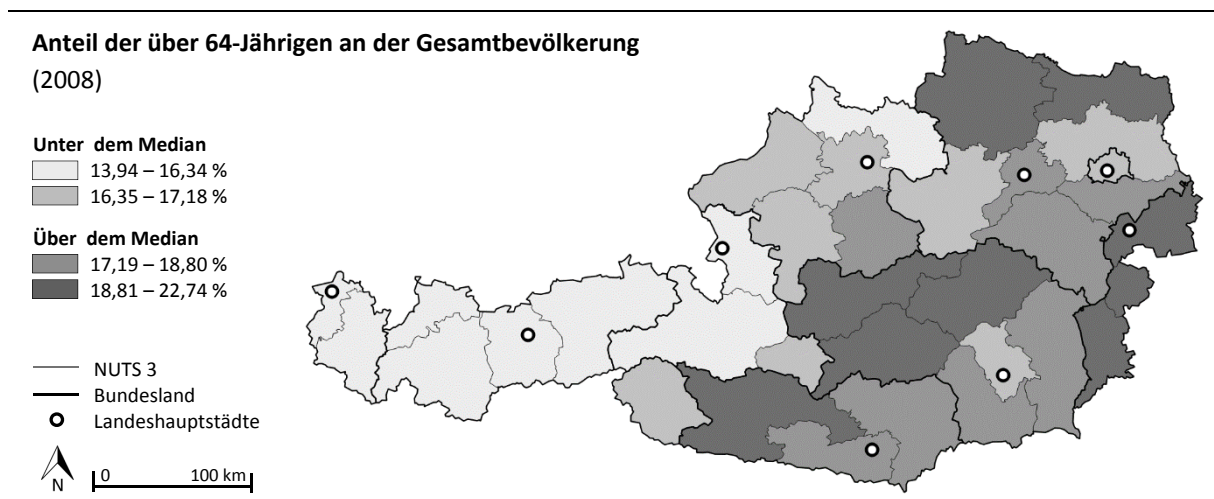 Anteil der über 64-Jährigen an der Gesamtbevölkerung
(2008)
Unter dem Median
13,94 – 16,34 %
16,35 – 17,18 %
Über dem Median
17,19 – 18,80 %
18,81 – 22,74 %
NUTS 3
Bundesland
Landeshauptstädte
N
0 100 km